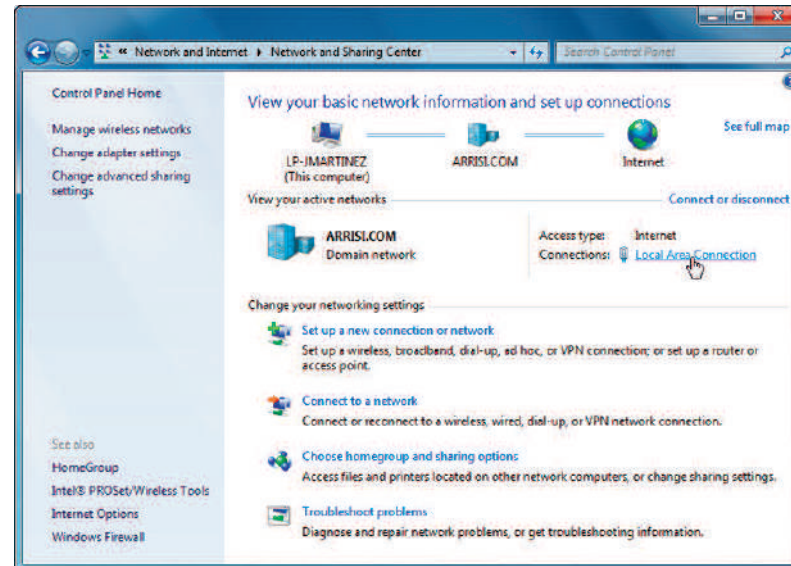 « Network and Internet ▸ Network and Sharing Center
Search Control Panel
Control Panel Home
Manage wireless networks
Change adapter settings
Change advanced sharing
settings
See also
HomeGroup
Intel® PROSet/Wireless Tools
Internet Options
Windows Firewall
View your basic network information and set up connections
See full map
LP-JMARTINEZ
(This computer)
ARRISI.COM
Internet
View your active networks
Connect or disconnect
ARRISI.COM
Domain network
Access type: Internet
Connections: Local Area Connection
Change your networking settings
Set up a new connection or network
Set up a wireless, broadband, dial-up, ad hoc, or VPN connection; or set up a router or
access point.
Connect to a network
Connect or reconnect to a wireless, wired, dial-up, or VPN network connection.
Choose homegroup and sharing options
Access files and printers located on other network computers, or change sharing settings.
Troubleshoot problems
Diagnose and repair network problems, or get troubleshooting information.